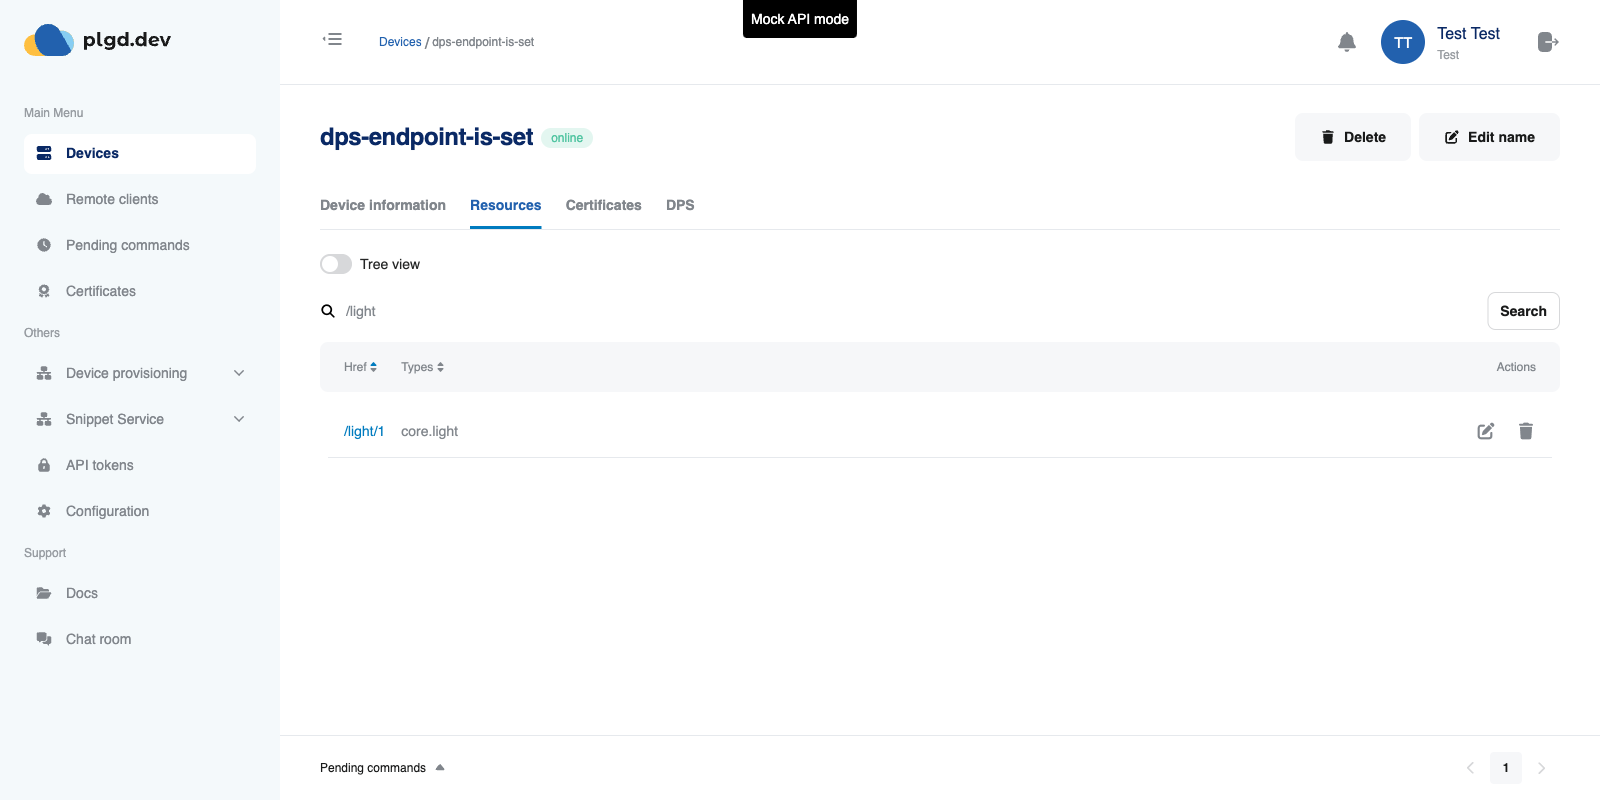 Mock API mode
plgd.dev
Devices / dps-endpoint-is-set
TT
Test Test
Test
Main Menu
Devices
Remote clients
Pending commands
Certificates
Others
Device provisioning
Snippet Service
API tokens
Configuration
Support
Docs
Chat room
dps-endpoint-is-set online
Delete
Edit name
Device information Resources Certificates DPS
Tree view
/light
Search
Href Types Actions
/light/1 core.light
Pending commands
1